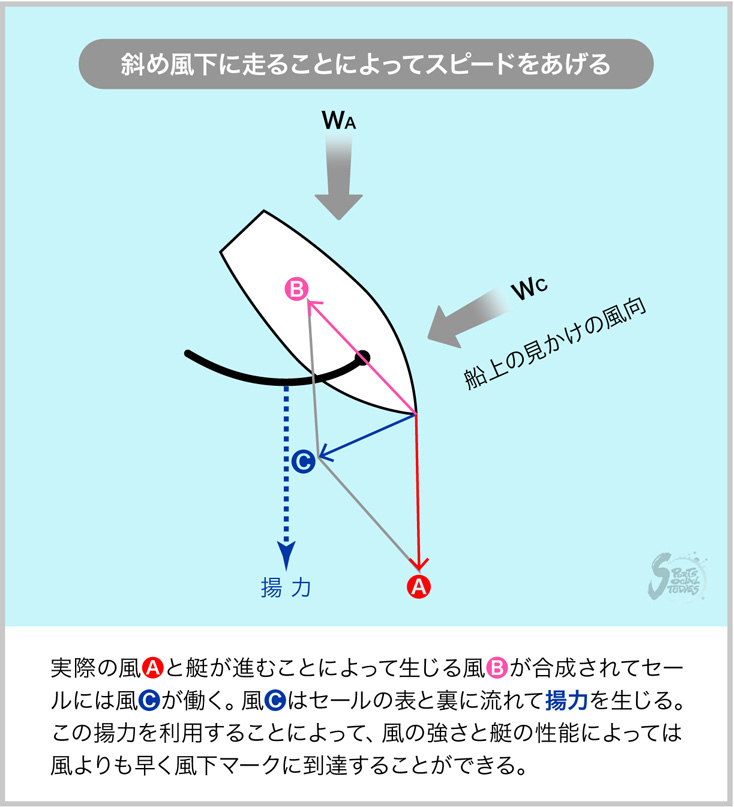 斜め風下に走ることによってスピードをあげる
WA
WC
船上の見かけの風向
B
C
A
揚力
SPORTS
SOCIAL
STUDIES
実際の風Aと艇が進むことによって生じる風Bが合成されてセー
ルには風Cが働く。風Cはセールの表と裏に流れて揚力を生じる。
この揚力を利用することによって、風の強さと艇の性能によっては
風よりも早く風下マークに到達することができる。